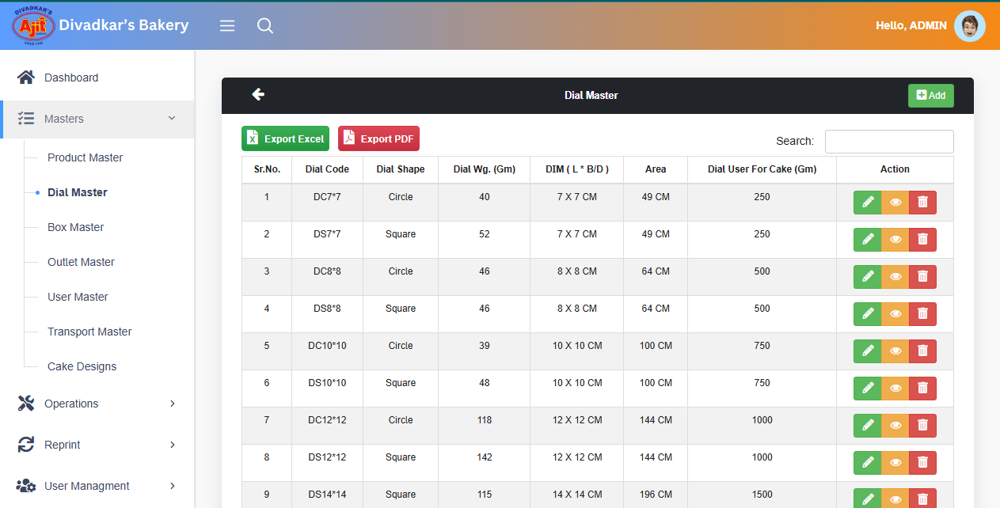 DIVADKAR'S
Ajit
SINCE 1938
Divadkar's Bakery
Hello, ADMIN
Dashboard
Masters
Product Master
Dial Master
Box Master
Outlet Master
User Master
Transport Master
Cake Designs
Operations
Reprint
User Managment
Dial Master
Add
Export Excel Export PDF
Search:
Sr.No. Dial Code Dial Shape Dial Wg. (Gm) DIM ( L * B/D ) Area Dial User For Cake (Gm) Action
1 DC7*7 Circle 40 7 X 7 CM 49 CM 250
2 DS7*7 Square 52 7 X 7 CM 49 CM 250
3 DC8*8 Circle 46 8 X 8 CM 64 CM 500
4 DS8*8 Square 46 8 X 8 CM 64 CM 500
5 DC10*10 Circle 39 10 X 10 CM 100 CM 750
6 DS10*10 Square 48 10 X 10 CM 100 CM 750
7 DC12*12 Circle 118 12 X 12 CM 144 CM 1000
8 DS12*12 Square 142 12 X 12 CM 144 CM 1000
9 DS14*14 Square 115 14 X 14 CM 196 CM 1500